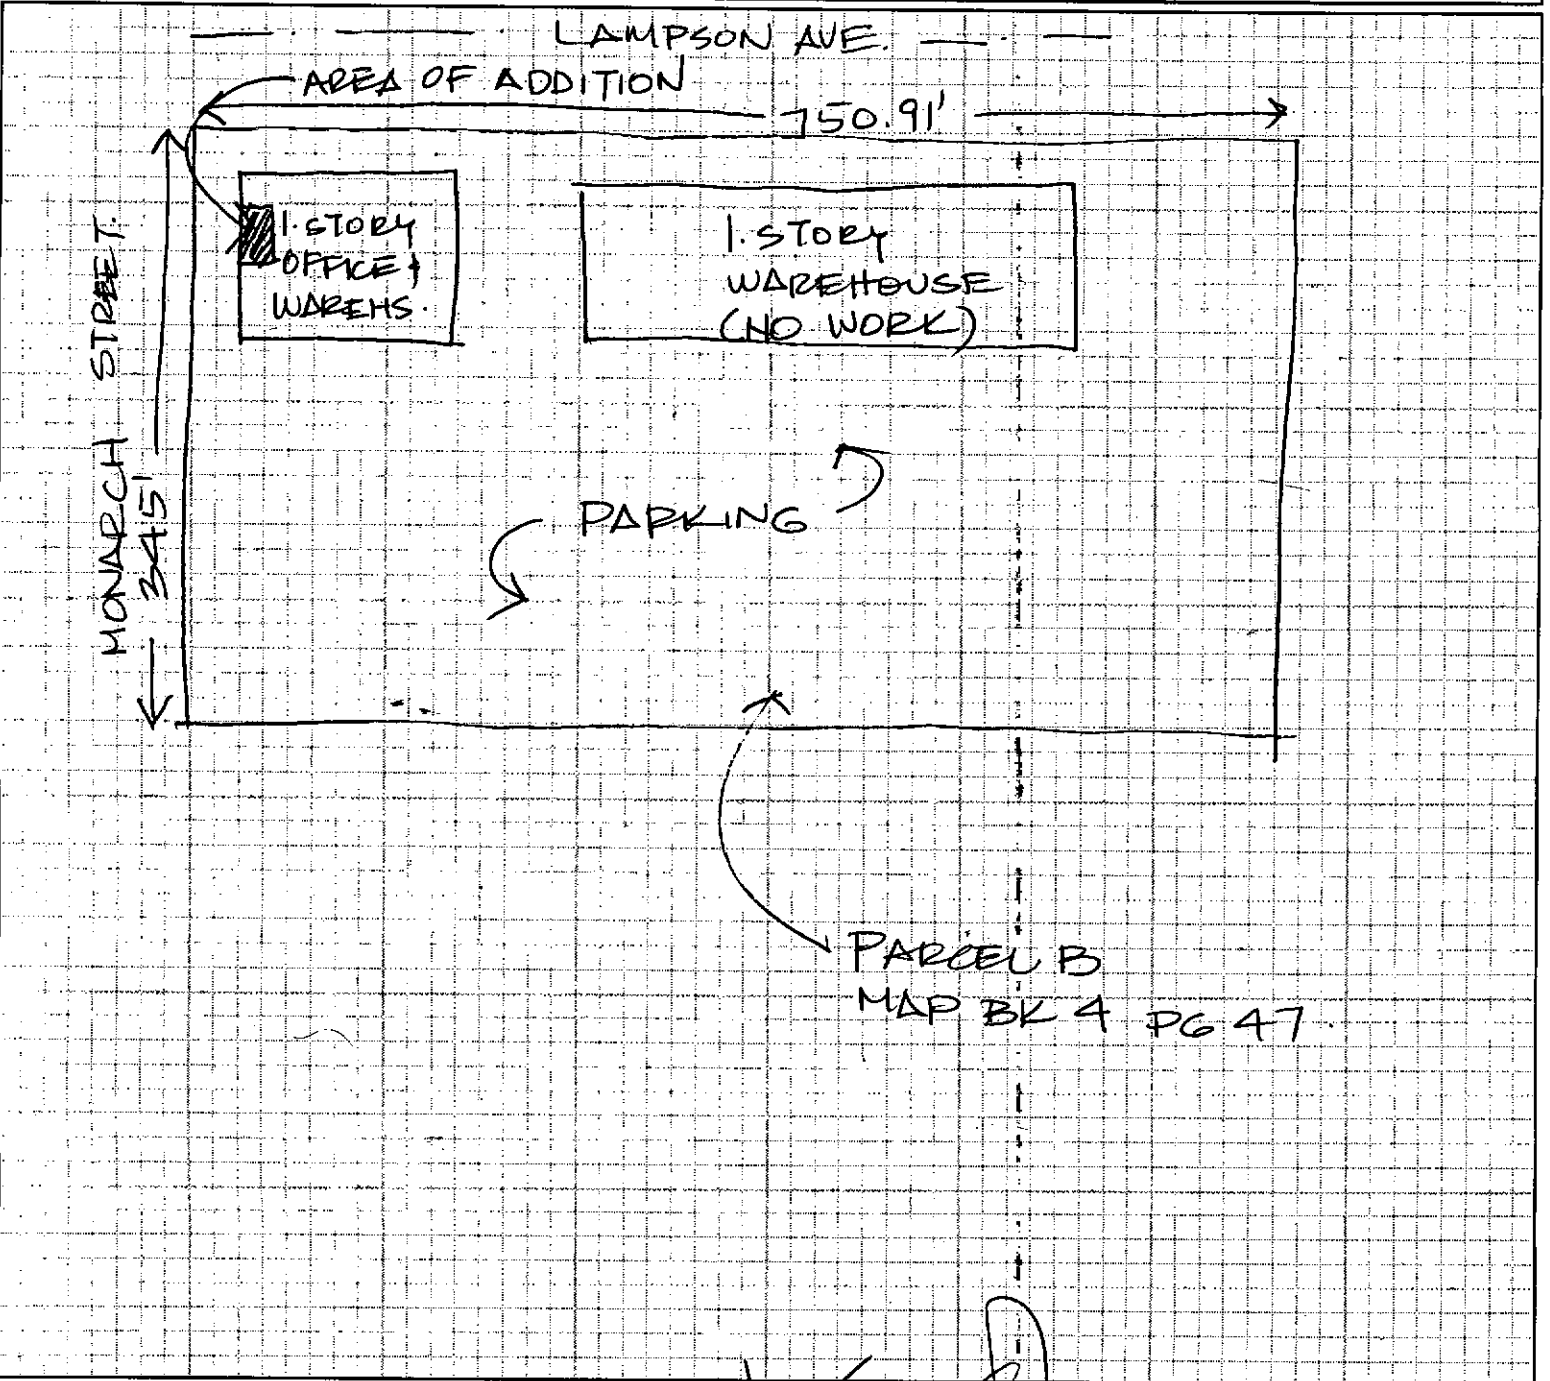 LAMPSON AVE.
AREA OF ADDITION
750.91'
MONARCH STREET.
345'
1. STORY
OFFICE &
WAREHS.
1. STORY
WAREHOUSE
(NO WORK)
PARKING
PARCEL B
MAP BK 4 PG 47.